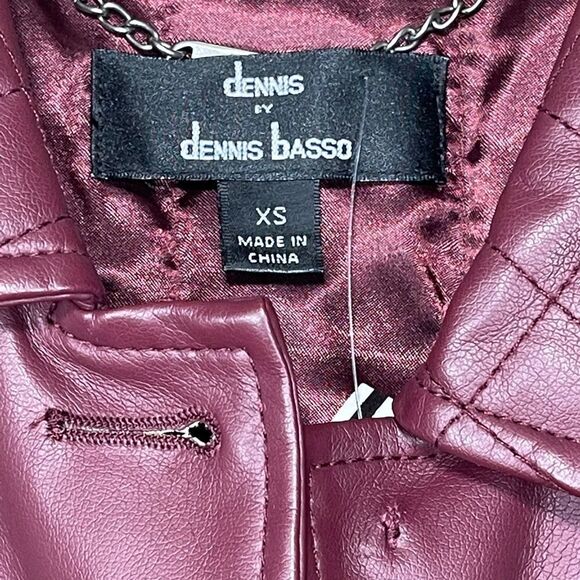 dENNIS
BY
dENNIS bASSO
XS
MADE IN
CHINA